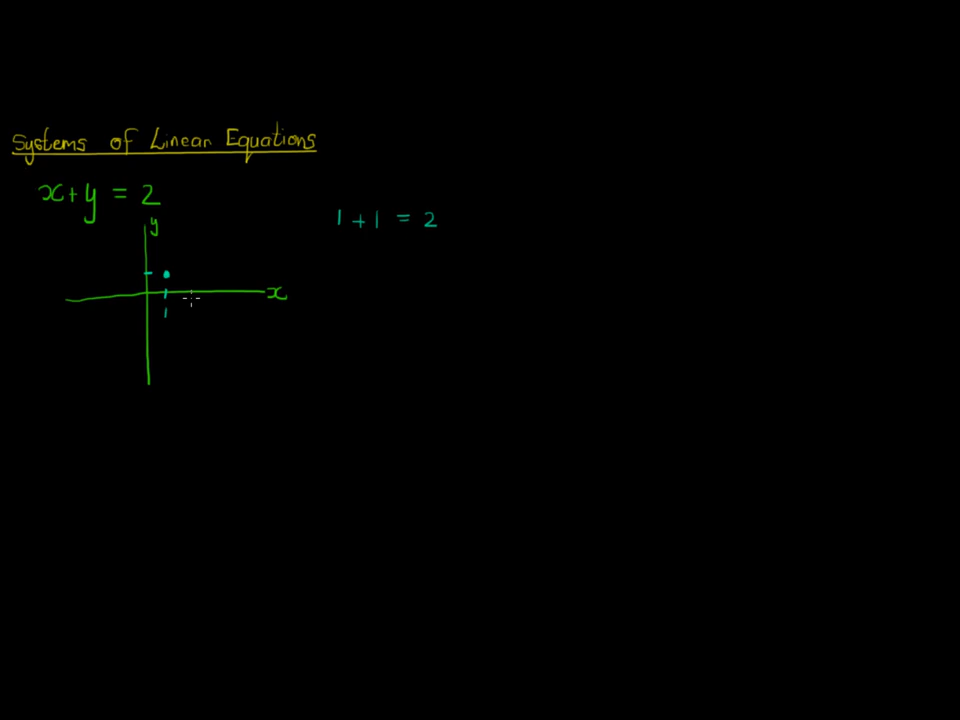 Systems of Linear Equations
x + y = 2
1 + 1 = 2
y
x
1